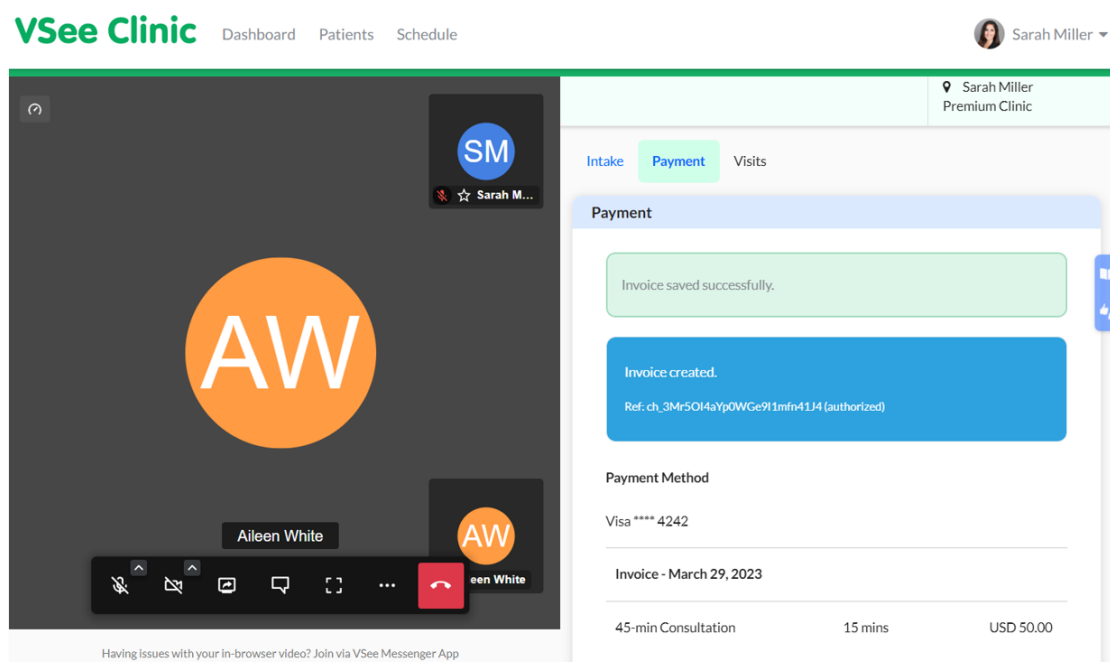 VSee Clinic Dashboard Patients Schedule Sarah Miller
Sarah Miller
Premium Clinic
SM
Sarah M...
AW
Aileen White
AW
een White
Having issues with your in-browser video? Join via VSee Messenger App
Intake Payment Visits
Payment
Invoice saved successfully.
Invoice created.
Ref: ch_3Mr5OI4aYp0WGe9I1mfn41J4 (authorized)
Payment Method
Visa **** 4242
Invoice - March 29, 2023
45-min Consultation 15 mins USD 50.00